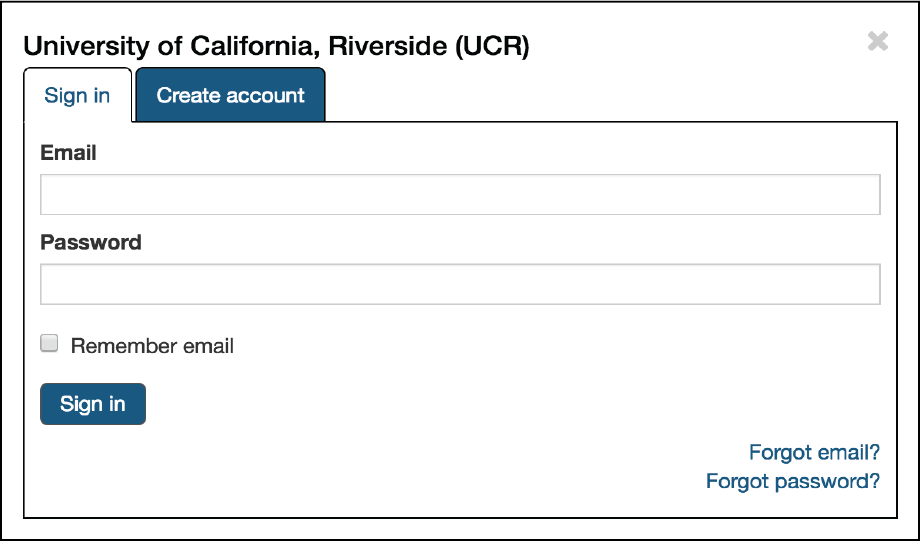 University of California, Riverside (UCR)
Sign in
Create account
Email
Password
Remember email
Sign in
Forgot email?
Forgot password?